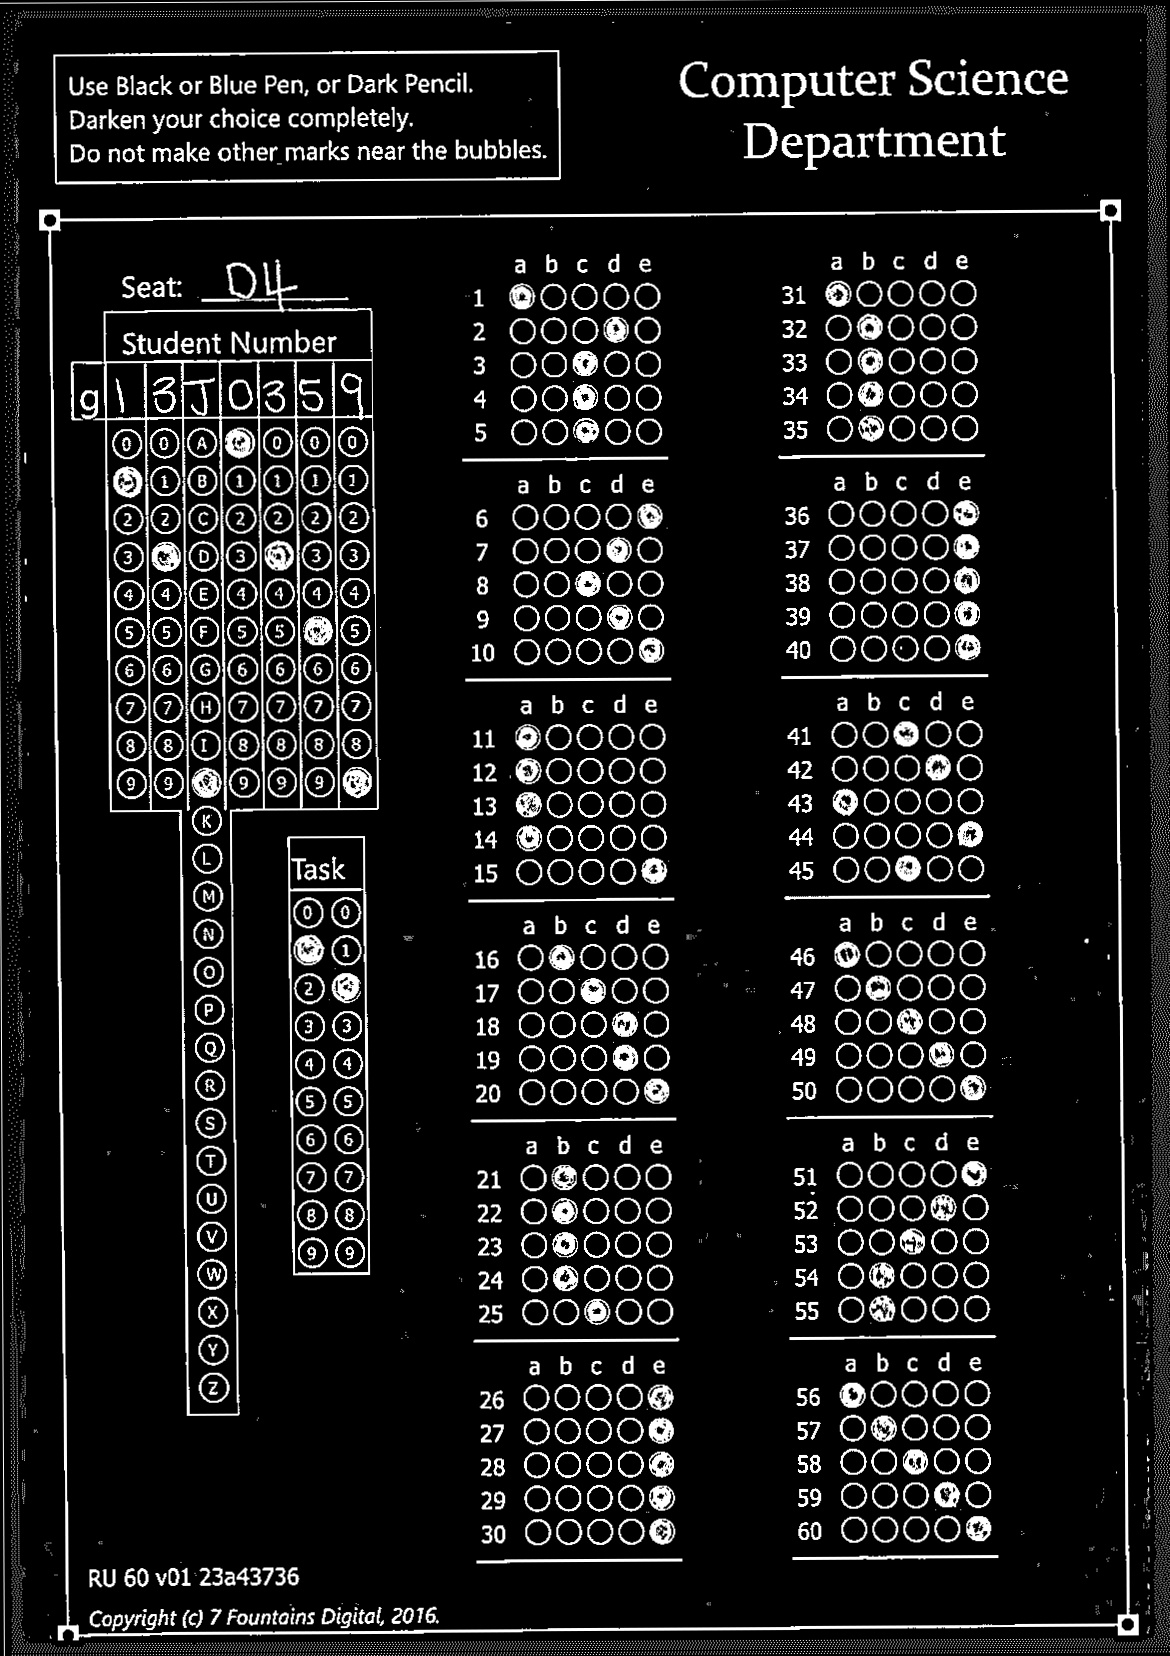 Use Black or Blue Pen, or Dark Pencil.
Darken your choice completely.
Do not make other marks near the bubbles.
Computer Science
Department
Seat: D4
Student Number
g 1 3 J 0 3 5 9
0 0 A 0 0 0
1 B 1 1 1 1
2 2 C 2 2 2 2
3 D 3 3 3
4 4 E 4 4 4 4
5 5 F 5 5 5
6 6 G 6 6 6 6
7 7 H 7 7 7 7
8 8 I 8 8 8 8
9 9 9 9 9
K
L
M
N
O
P
Q
R
S
T
U
V
W
X
Y
Z
Task
0 0
1
2
3 3
4 4
5 5
6 6
7 7
8 8
9 9
a b c d e
1
2
3
4
5
a b c d e
6
7
8
9
10
a b c d e
11
12
13
14
15
a b c d e
16
17
18
19
20
a b c d e
21
22
23
24
25
a b c d e
26
27
28
29
30
a b c d e
31
32
33
34
35
a b c d e
36
37
38
39
40
a b c d e
41
42
43
44
45
a b c d e
46
47
48
49
50
a b c d e
51
52
53
54
55
a b c d e
56
57
58
59
60
RU 60 v01 23a43736
Copyright (c) 7 Fountains Digital, 2016.